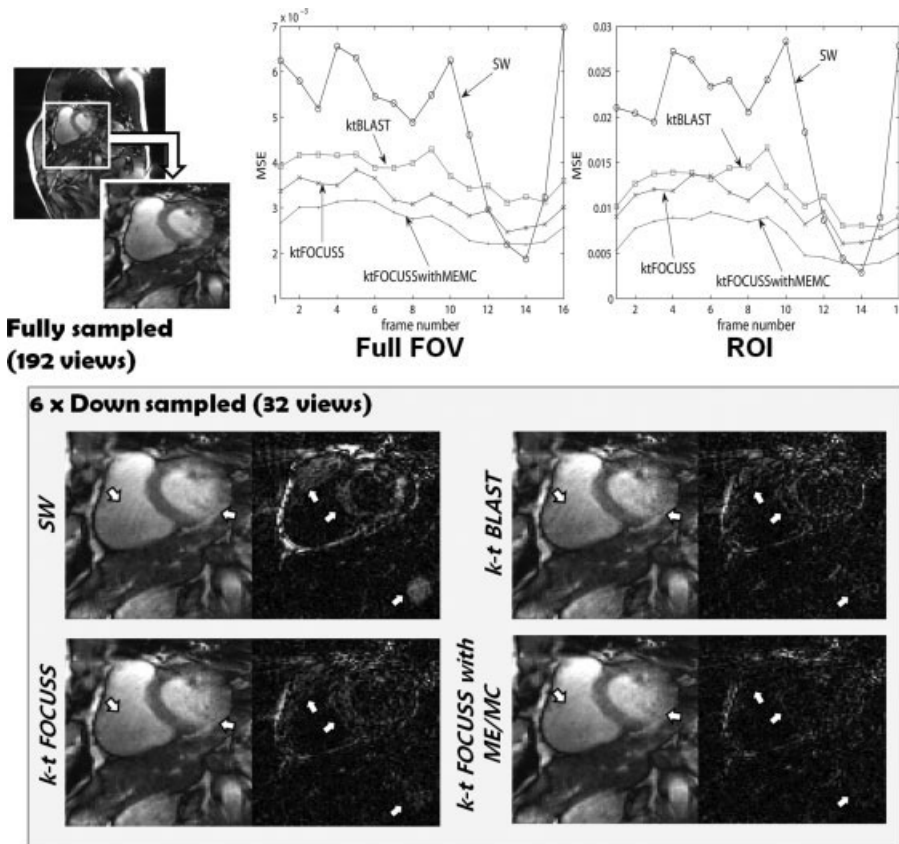 x 10⁻³
7
6
5
4
3
2
1
MSE
SW
ktBLAST
ktFOCUSS
ktFOCUSSwithMEMC
2 4 6 8 10 12 14 16
frame number
Full FOV
0.03
0.025
0.02
0.015
0.01
0.005
0
MSE
SW
ktBLAST
ktFOCUSS
ktFOCUSSwithMEMC
2 4 6 8 10 12 14 16
frame number
ROI
Fully sampled
(192 views)
6 x Down sampled (32 views)
SW
k-t BLAST
k-t FOCUSS
k-t FOCUSS with
ME/MC